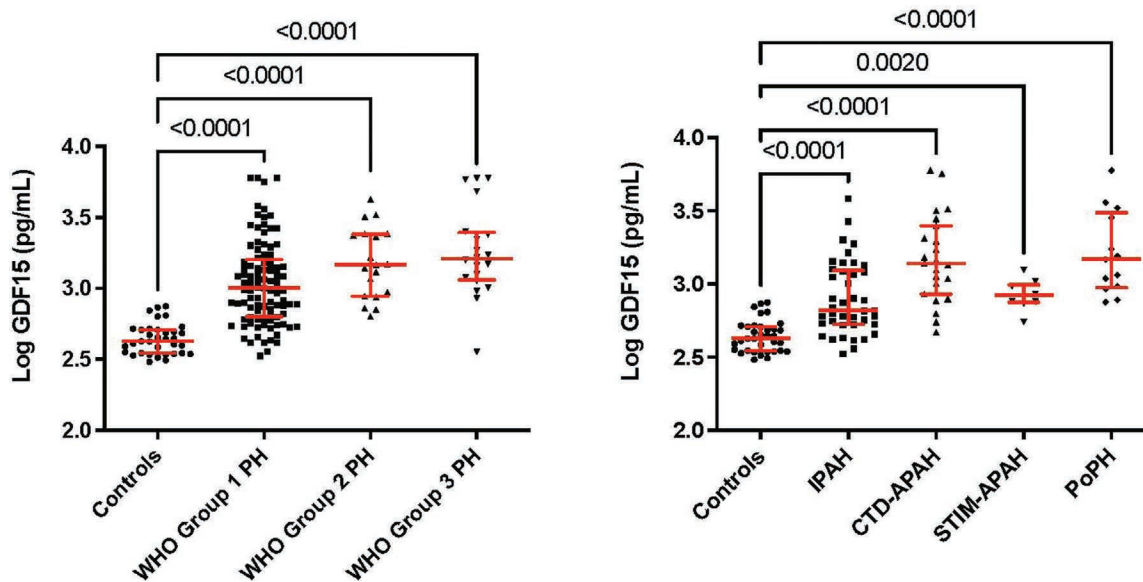 <0.0001
<0.0001
<0.0001
Log GDF15 (pg/mL)
4.0
3.5
3.0
2.5
2.0
Controls
WHO Group 1 PH
WHO Group 2 PH
WHO Group 3 PH
<0.0001
0.0020
<0.0001
<0.0001
Log GDF15 (pg/mL)
4.0
3.5
3.0
2.5
2.0
Controls
IPAH
CTD-APAH
STIM-APAH
PoPH